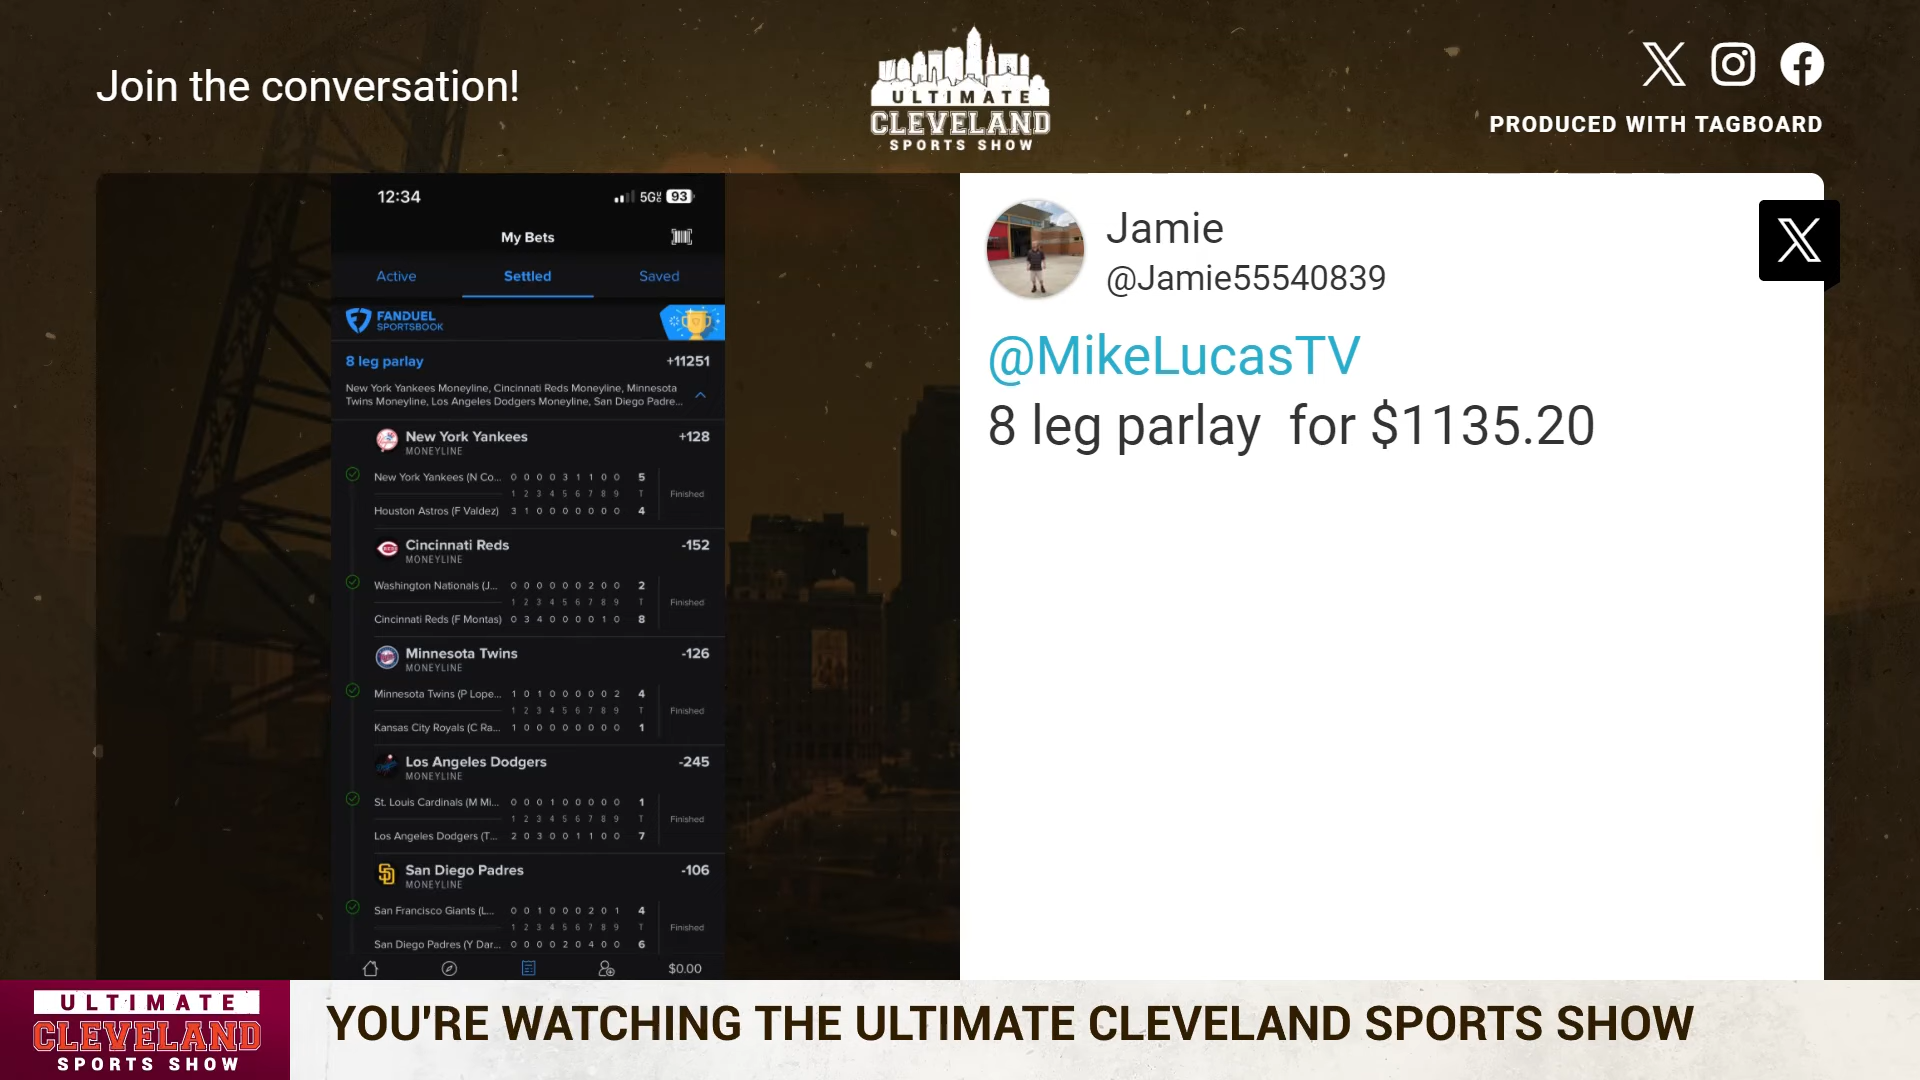 Join the conversation!
ULTIMATE
CLEVELAND
SPORTS SHOW
PRODUCED WITH TAGBOARD
12:34
93
My Bets
Active Settled Saved
FANDUEL
SPORTSBOOK
8 leg parlay +11251
New York Yankees Moneyline, Cincinnati Reds Moneyline, Minnesota
Twins Moneyline, Los Angeles Dodgers Moneyline, San Diego Padre...
New York Yankees +128
MONEYLINE
New York Yankees (N Co... 0 0 0 0 3 1 1 0 0 5
1 2 3 4 5 6 7 8 9 T Finished
Houston Astros (F Valdez) 3 1 0 0 0 0 0 0 0 4
Cincinnati Reds -152
MONEYLINE
Washington Nationals (J... 0 0 0 0 0 0 2 0 0 2
1 2 3 4 5 6 7 8 9 T Finished
Cincinnati Reds (F Montas) 0 3 4 0 0 0 0 1 0 8
Minnesota Twins -126
MONEYLINE
Minnesota Twins (P Lope... 1 0 1 0 0 0 0 0 2 4
1 2 3 4 5 6 7 8 9 T Finished
Kansas City Royals (C Ra... 1 0 0 0 0 0 0 0 0 1
Los Angeles Dodgers -245
MONEYLINE
St. Louis Cardinals (M Mi... 0 0 0 1 0 0 0 0 0 1
1 2 3 4 5 6 7 8 9 T Finished
Los Angeles Dodgers (T... 2 0 3 0 0 1 1 0 0 7
San Diego Padres -106
MONEYLINE
San Francisco Giants (L... 0 0 1 0 0 0 2 0 1 4
1 2 3 4 5 6 7 8 9 T Finished
San Diego Padres (Y Dar... 0 0 0 0 2 0 4 0 0 6
$0.00
Jamie
@Jamie55540839
@MikeLucasTV
8 leg parlay  for $1135.20
ULTIMATE
CLEVELAND
SPORTS SHOW
YOU'RE WATCHING THE ULTIMATE CLEVELAND SPORTS SHOW